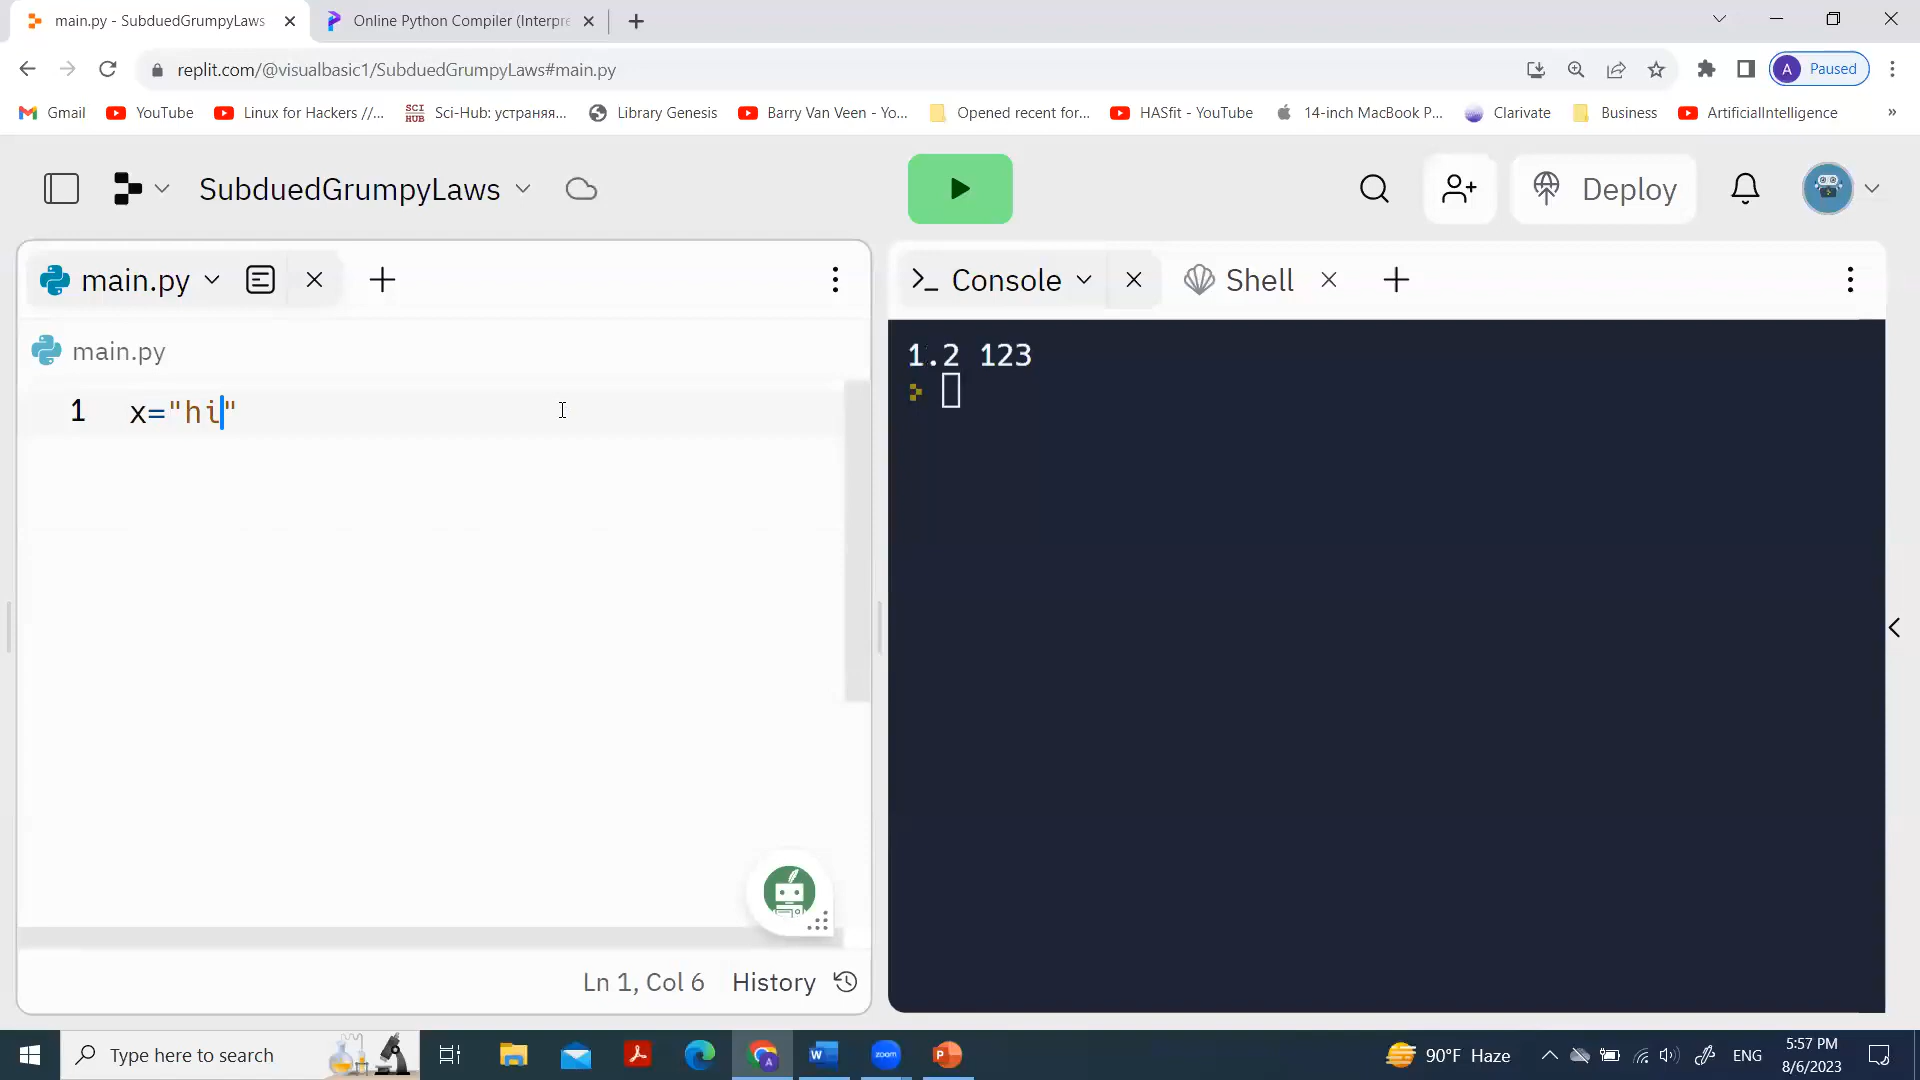 main.py - SubduedGrumpyLaws
Online Python Compiler (Interpre
replit.com/@visualbasic1/SubduedGrumpyLaws#main.py
A Paused
Gmail
YouTube
Linux for Hackers //...
SCI HUB
Sci-Hub: устраняя...
Library Genesis
Barry Van Veen - Yo...
Opened recent for...
HASfit - YouTube
14-inch MacBook P...
Clarivate
Business
ArtificialIntelligence
»
SubduedGrumpyLaws
Deploy
main.py
Console
Shell
main.py
1 x="hi"
1.2 123
Ln 1, Col 6
History
Type here to search
zoom
90°F Haze
ENG
5:57 PM
8/6/2023